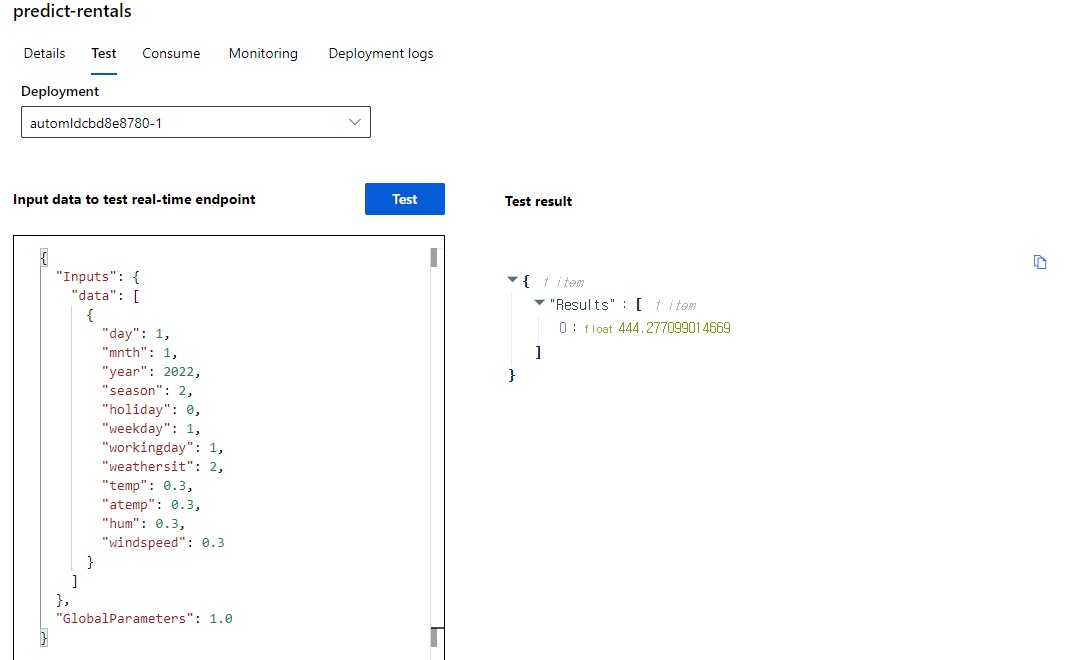 predict-rentals
Details Test Consume Monitoring Deployment logs
Deployment
automldcbd8e8780-1
Input data to test real-time endpoint
Test
{
"Inputs": {
"data": [
{
"day": 1,
"mnth": 1,
"year": 2022,
"season": 2,
"holiday": 0,
"weekday": 1,
"workingday": 1,
"weathersit": 2,
"temp": 0.3,
"atemp": 0.3,
"hum": 0.3,
"windspeed": 0.3
}
]
},
"GlobalParameters": 1.0
}
Test result
{ 1 item
"Results" : [ 1 item
0 : float 444.277099014669
]
}